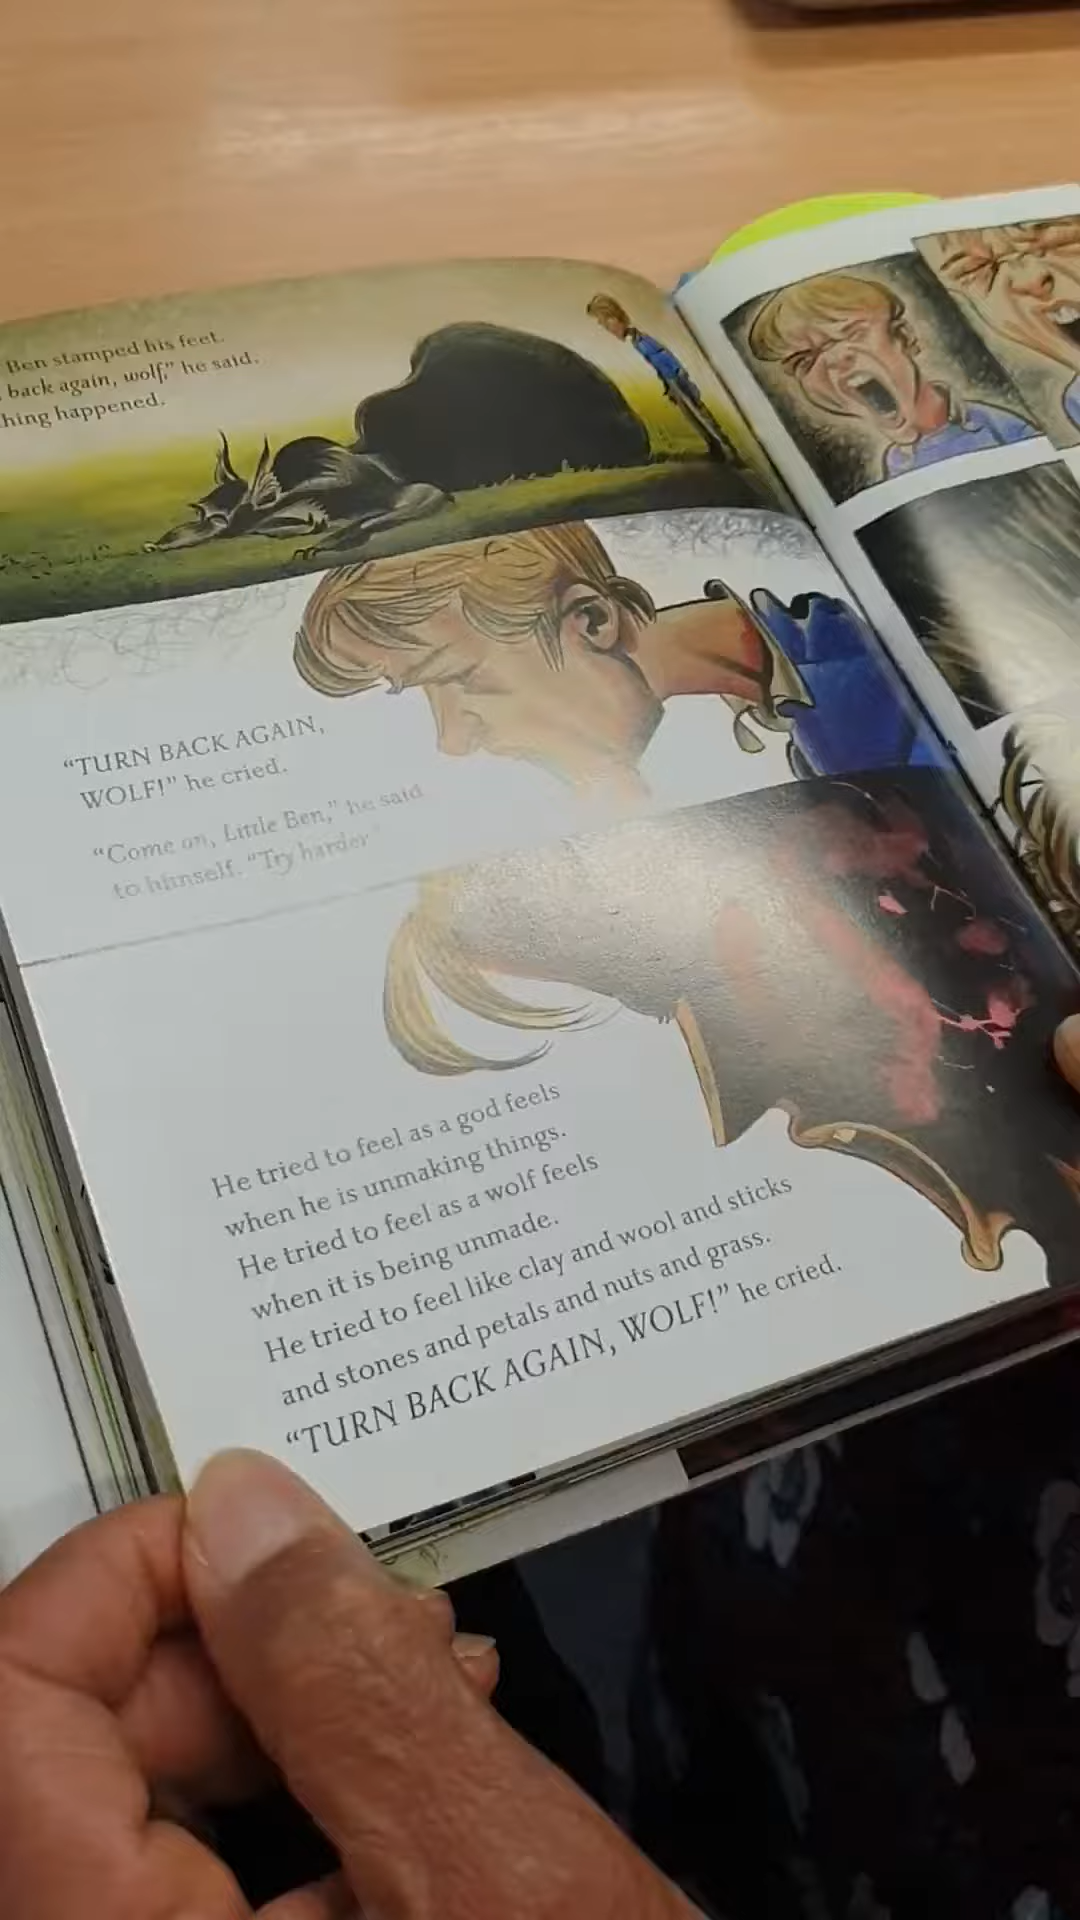 Ben stamped his feet.
back again, wolf,” he said.
hing happened.
“TURN BACK AGAIN,
WOLF!” he cried.
“Come on, Little Ben,” he said
to himself. “Try harder.”
He tried to feel as a god feels
when he is unmaking things.
He tried to feel as a wolf feels
when it is being unmade.
He tried to feel like clay and wool and sticks
and stones and petals and nuts and grass.
“TURN BACK AGAIN, WOLF!” he cried.